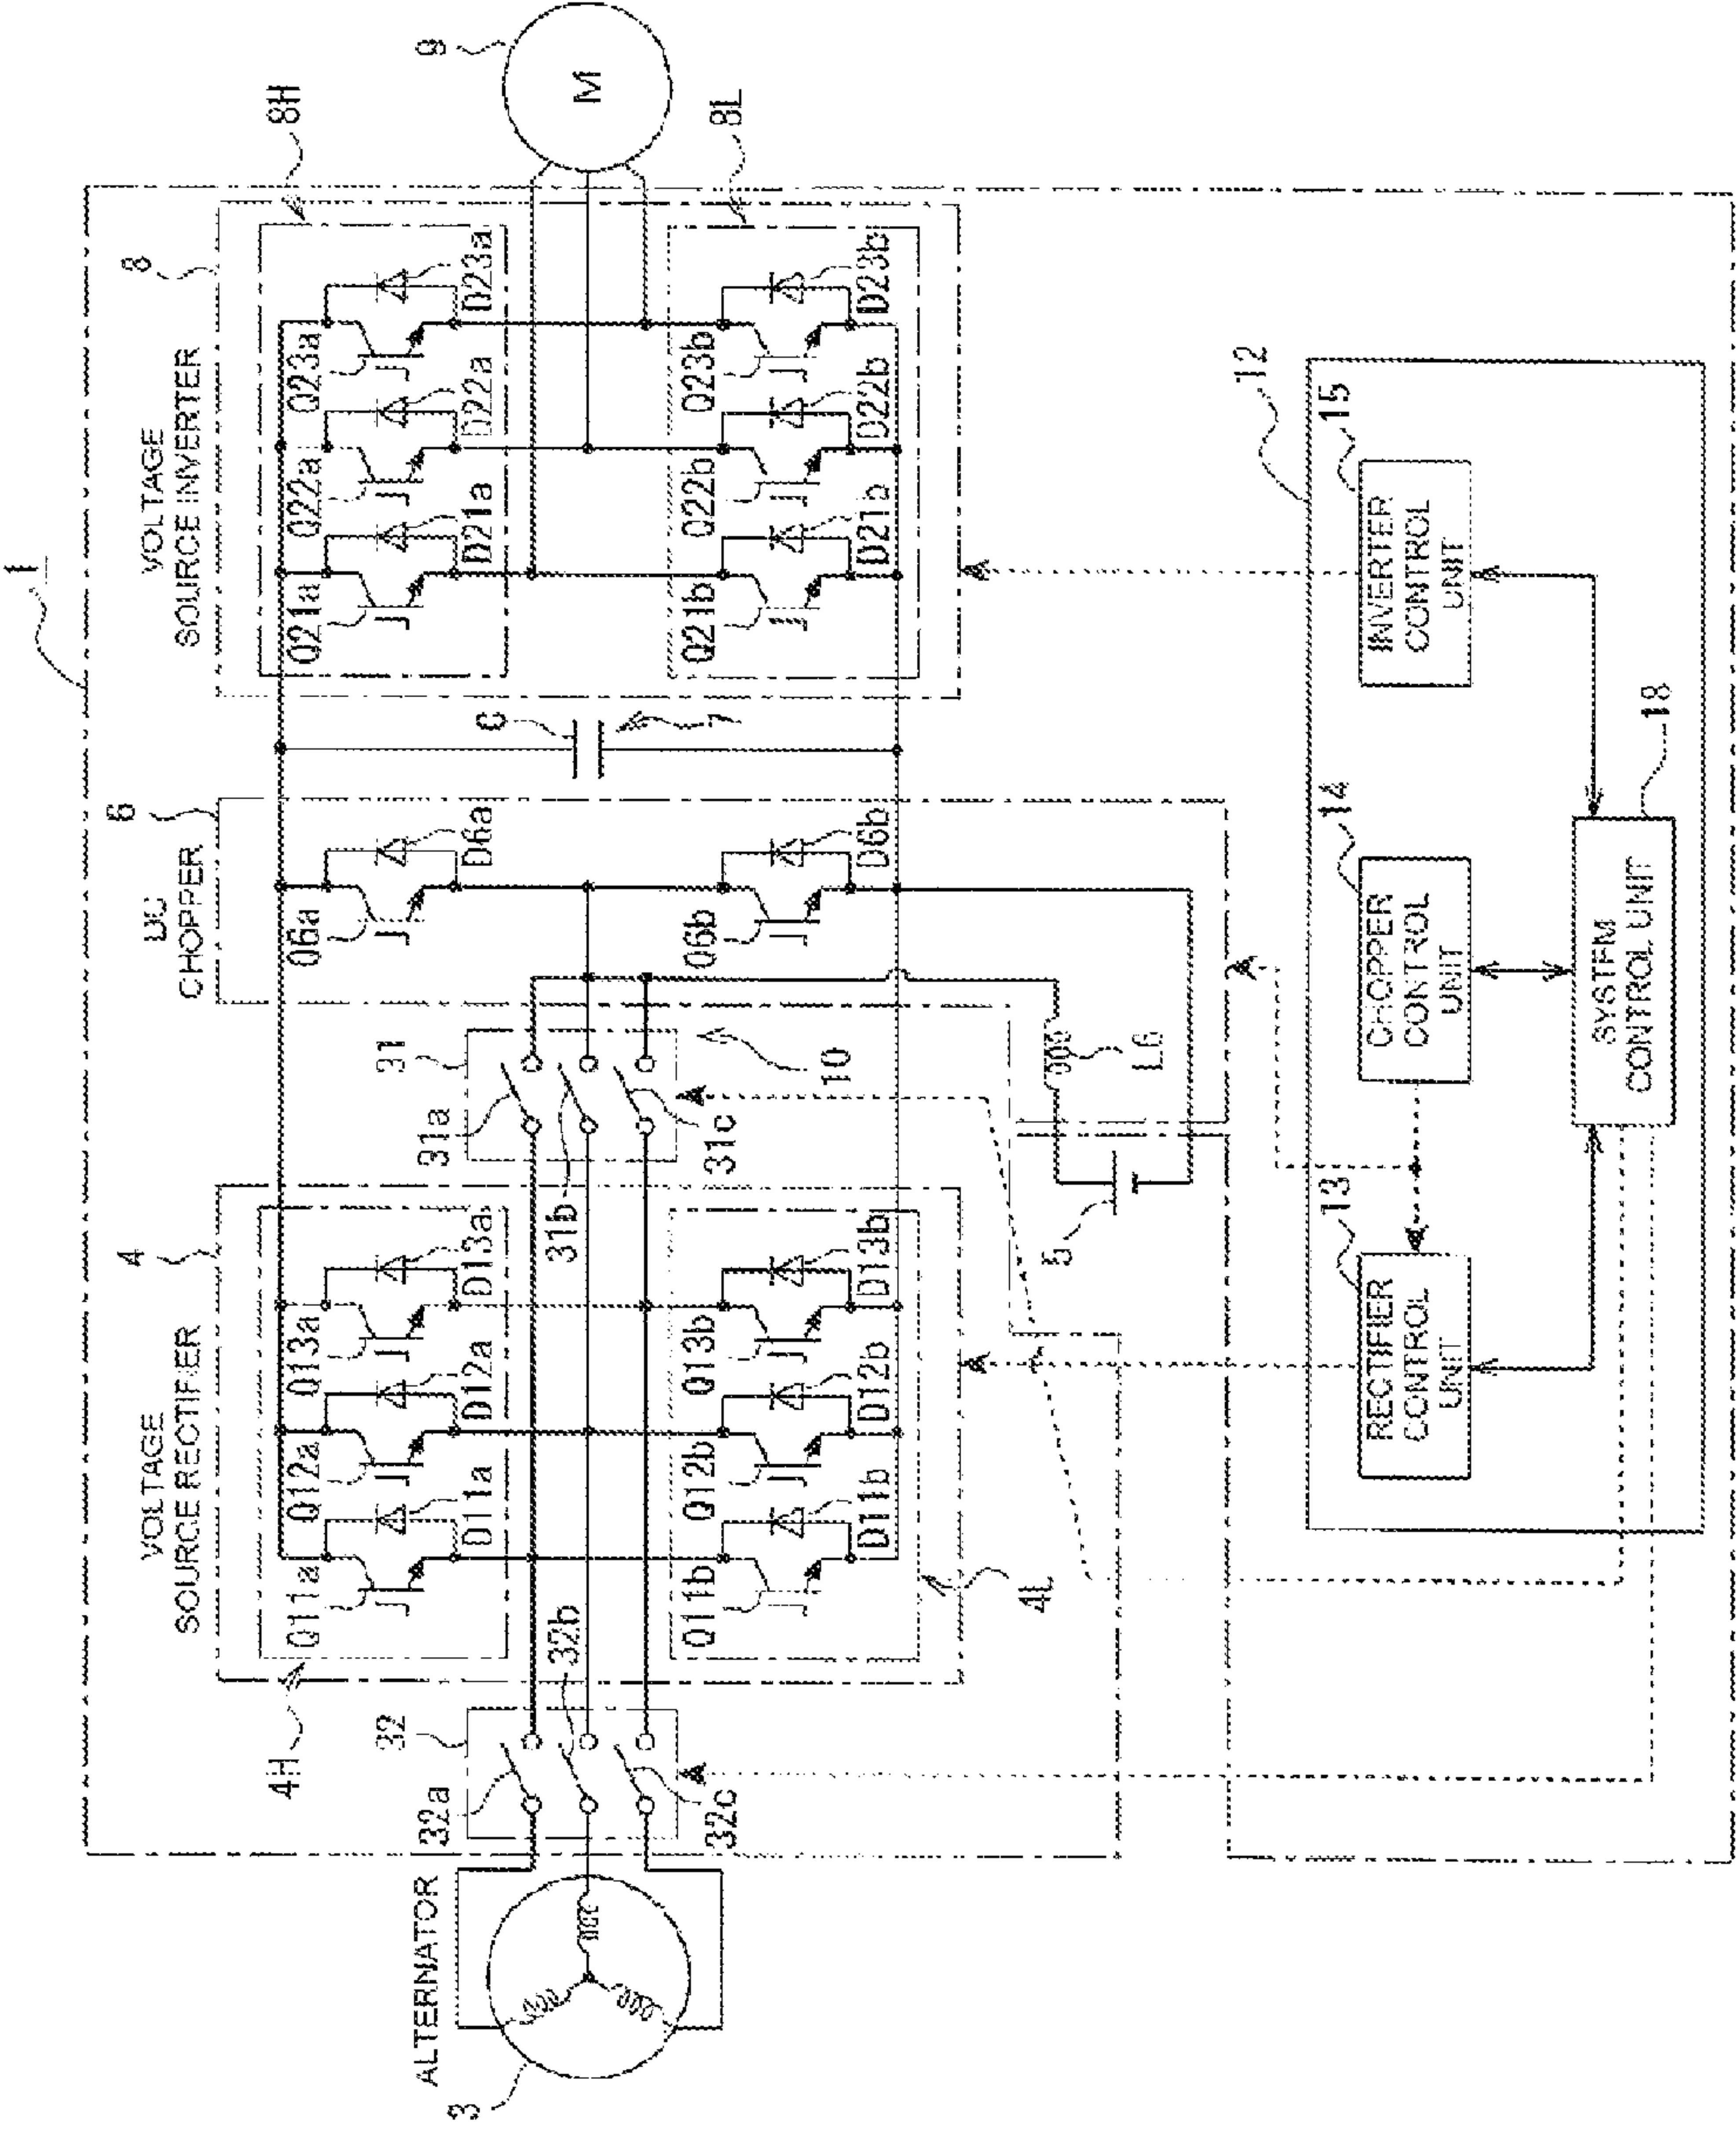 1
VOLTAGE
SOURCE RECTIFIER
4
DC
CHOPPER
6
VOLTAGE
SOURCE INVERTER
8
4H
Q11a
Q12a
Q13a
D11a
D12a
D13a
Q6a
D6a
Q21a
Q22a
Q23a
D21a
D22a
D23a
8H
ALTERNATOR
3
32
32a
32b
32c
31
31a
31b
31c
10
C
7
9
M
Q11b
Q12b
Q13b
D11b
D12b
D13b
4L
Q6b
D6b
Q21b
Q22b
Q23b
D21b
D22b
D23b
8L
5
L6
12
13
RECTIFIER
CONTROL
UNIT
14
CHOPPER
CONTROL
UNIT
15
INVERTER
CONTROL
UNIT
SYSTEM
CONTROL UNIT
18